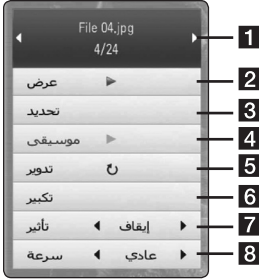 File 04.jpg
4/24
1
عرض
2
تحديد
3
موسيقى
4
تدوير
5
تكبير
6
تأثير إيقاف
7
سرعة عادي
8